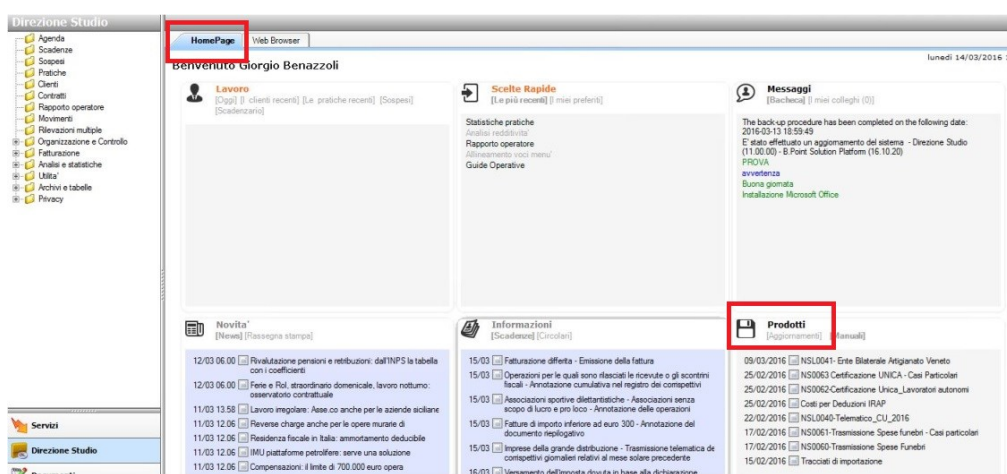 Direzione Studio
Agenda
Scadenze
Sospesi
Pratiche
Clienti
Contratti
Rapporto operatore
Movimenti
Rilevazioni multiple
Organizzazione e Controllo
Fatturazione
Analisi e statistiche
Utilita'
Archivi e tabelle
Privacy
Servizi
Direzione Studio
HomePage
Web Browser
lunedì 14/03/2016
Benvenuto Giorgio Benazzoli
Lavoro
[Oggi] [I clienti recenti] [Le pratiche recenti] [Sospesi]
[Scadenzario]
Scelte Rapide
[Le più recenti] [I miei preferiti]
Statistiche pratiche
Analisi redditivita'
Rapporto operatore
Allineamento voci menu'
Guide Operative
Messaggi
[Bacheca] [I miei colleghi (0)]
The back-up procedure has been completed on the following date:
2016-03-13 18:59:49
E' stato effettuato un aggiornamento del sistema - Direzione Studio
(11.00.00) - B.Point Solution Platform (16.10.20)
PROVA
avvertenza
Buona giornata
Installazione Microsoft Office
Novita'
[News] [Rassegna stampa]
12/03 06.00 Rivalutazione pensioni e retribuzioni: dall'INPS la tabella
con i coefficienti
12/03 06.00 Ferie e Rol, straordinario domenicale, lavoro notturno:
osservatorio contrattuale
11/03 13.58 Lavoro irregolare: Asse.co anche per le aziende siciliane
11/03 12.06 Reverse charge anche per le opere murarie di
11/03 12.06 Residenza fiscale in Italia: ammortamento deducibile
11/03 12.06 IMU piattaforme petrolifere: serve una soluzione
11/03 12.06 Compensazioni: il limite di 700.000 euro opera
Informazioni
[Scadenze] [Circolari]
15/03 Fatturazione differita - Emissione della fattura
15/03 Operazioni per le quali sono rilasciati le ricevute o gli scontrini
fiscali - Annotazione cumulativa nel registro dei corrispettivi
15/03 Associazioni sportive dilettantistiche - Associazioni senza
scopo di lucro e pro loco - Annotazione delle operazioni
15/03 Fatture di importo inferiore ad euro 300 - Annotazione del
documento riepilogativo
15/03 Imprese della grande distribuzione - Trasmissione telematica dei
corrispettivi giornalieri relativi al mese solare precedente
16/03 Versamento dell'imposta dovuta in base alla dichiarazione
Prodotti
[Aggiornamenti] [Manuali]
09/03/2016 NSL0041- Ente Bilaterale Artigianato Veneto
25/02/2016 NS0063 Certificazione UNICA - Casi Particolari
25/02/2016 NS0062-Certificazione Unica_Lavoratori autonomi
25/02/2016 Costi per Deduzioni IRAP
22/02/2016 NSL0040-Telematico_CU_2016
17/02/2016 NS0061-Trasmissione Spese funebri - Casi particolari
17/02/2016 NS0060-Trasmissione Spese Funebri
15/02/2016 Tracciati di importazione